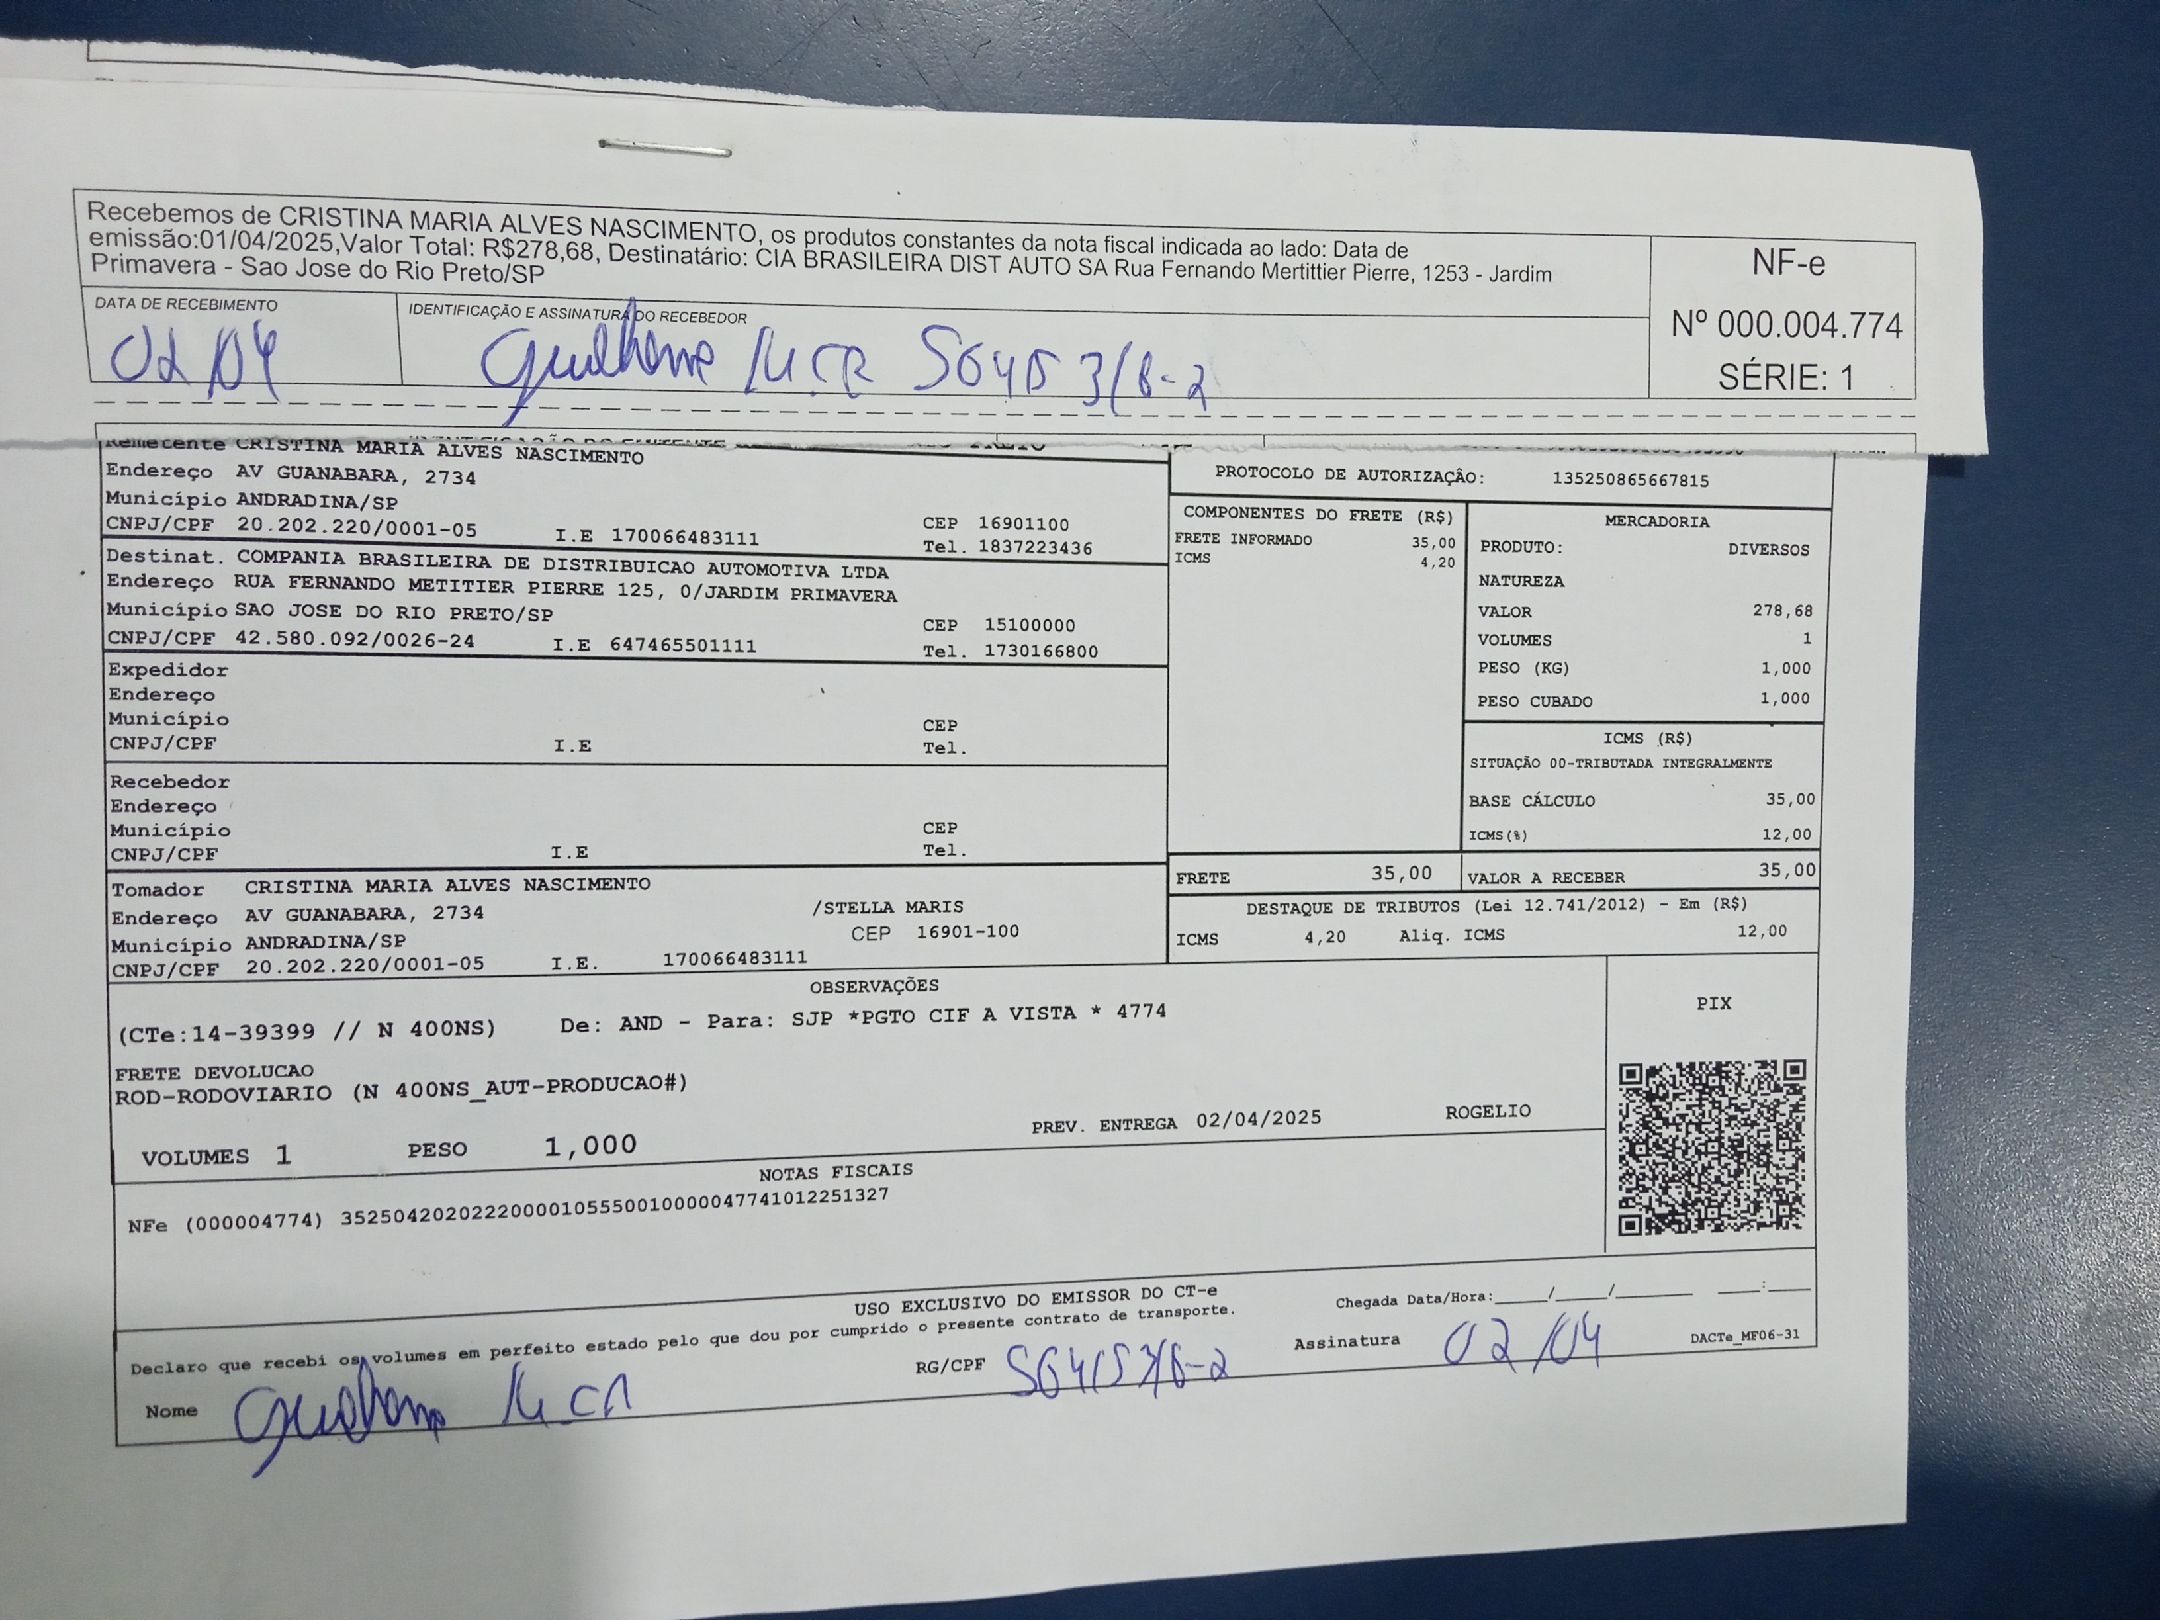 Recebemos de CRISTINA MARIA ALVES NASCIMENTO, os produtos constantes da nota fiscal indicada ao lado: Data de
emissão:01/04/2025,Valor Total: R$278,68, Destinatário: CIA BRASILEIRA DIST AUTO SA Rua Fernando Mertittier Pierre, 1253 - Jardim
Primavera - Sao Jose do Rio Preto/SP
NF-e
Nº 000.004.774
SÉRIE: 1
DATA DE RECEBIMENTO
IDENTIFICAÇÃO E ASSINATURA DO RECEBEDOR
02/04
Guilherme
Remetente CRISTINA MARIA ALVES NASCIMENTO
Endereço AV GUANABARA, 2734
Município ANDRADINA/SP
CNPJ/CPF 20.202.220/0001-05 I.E 170066483111 CEP 16901100
Tel. 1837223436
Destinat. COMPANIA BRASILEIRA DE DISTRIBUICAO AUTOMOTIVA LTDA
Endereço RUA FERNANDO METITIER PIERRE 125, 0/JARDIM PRIMAVERA
Município SAO JOSE DO RIO PRETO/SP CEP 15100000
CNPJ/CPF 42.580.092/0026-24 I.E 647465501111 Tel. 1730166800
Expedidor
Endereço
Município CEP
CNPJ/CPF I.E Tel.
Recebedor
Endereço
Município CEP
CNPJ/CPF I.E Tel.
Tomador CRISTINA MARIA ALVES NASCIMENTO
Endereço AV GUANABARA, 2734 /STELLA MARIS
Município ANDRADINA/SP CEP 16901-100
CNPJ/CPF 20.202.220/0001-05 I.E. 170066483111
PROTOCOLO DE AUTORIZAÇÂO: 135250865667815
COMPONENTES DO FRETE (R$)
FRETE INFORMADO 35,00
ICMS 4,20
MERCADORIA
PRODUTO: DIVERSOS
NATUREZA
VALOR 278,68
VOLUMES 1
PESO (KG) 1,000
PESO CUBADO 1,000
ICMS (R$)
SITUAÇÃO 00-TRIBUTADA INTEGRALMENTE
BASE CÁLCULO 35,00
ICMS(%) 12,00
FRETE 35,00 VALOR A RECEBER 35,00
DESTAQUE DE TRIBUTOS (Lei 12.741/2012) - Em (R$)
ICMS 4,20 Aliq. ICMS 12,00
OBSERVAÇÕES
(CTe:14-39399 // N 400NS) De: AND - Para: SJP *PGTO CIF A VISTA * 4774
FRETE DEVOLUCAO
ROD-RODOVIARIO (N 400NS_AUT-PRODUCAO#)
PREV. ENTREGA 02/04/2025 ROGELIO
VOLUMES 1 PESO 1,000
PIX
NOTAS FISCAIS
NFe (000004774) 35250420202220000105550010000047741012251327
USO EXCLUSIVO DO EMISSOR DO CT-e
Declaro que recebi os volumes em perfeito estado pelo que dou por cumprido o presente contrato de transporte.
Chegada Data/Hora:_____/_____/_______ ___:____
Nome Guilherme RG/CPF Assinatura 02/04 DACTe_MF06-31